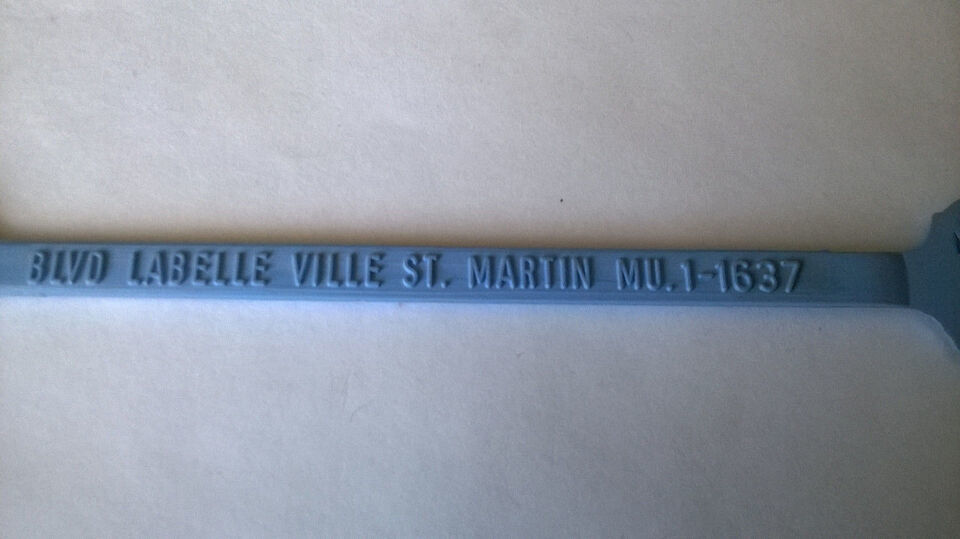 BLVD LABELLE VILLE ST. MARTIN MU.1-1637